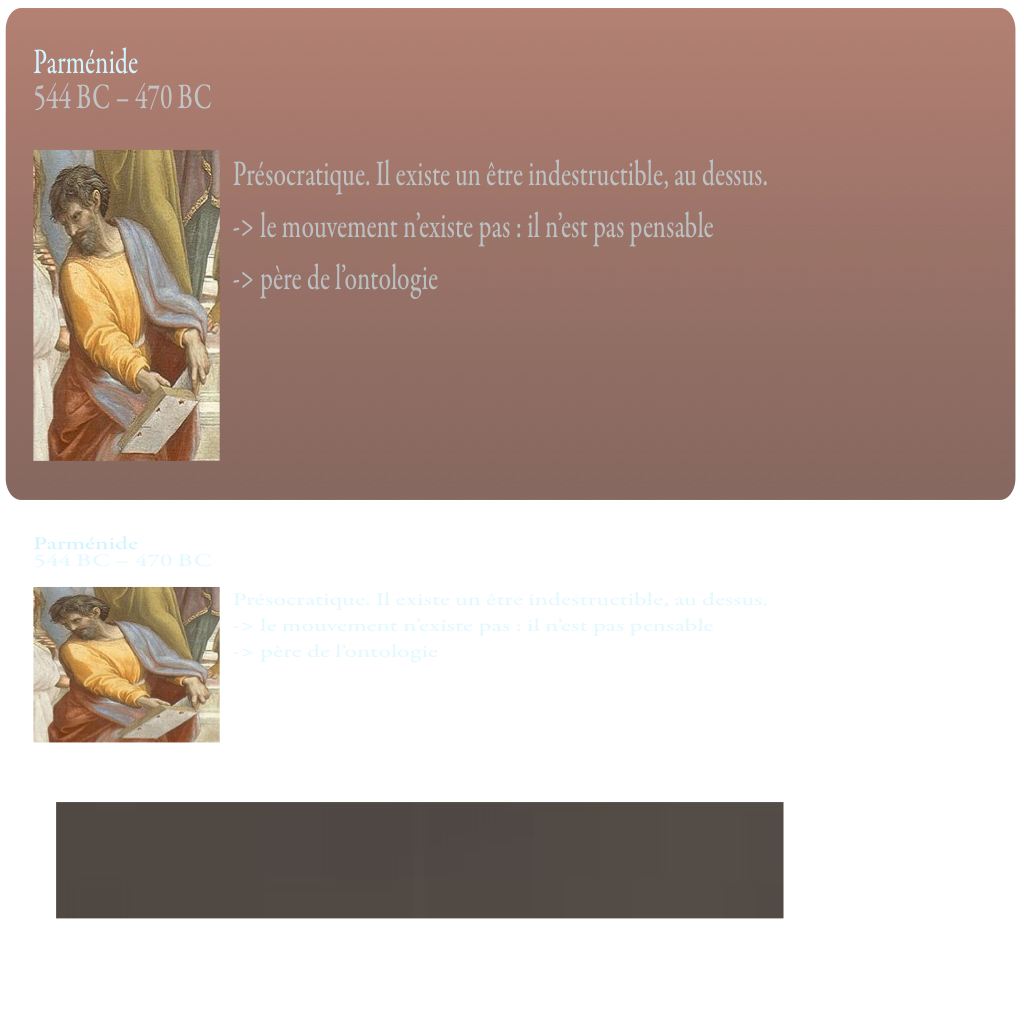 Parménide
544 BC – 470 BC
Présocratique. Il existe un être indestructible, au dessus.
-> le mouvement n’existe pas : il n’est pas pensable
-> père de l’ontologie
Parménide
544 BC – 470 BC
Présocratique. Il existe un être indestructible, au dessus.
-> le mouvement n’existe pas : il n’est pas pensable
-> père de l’ontologie